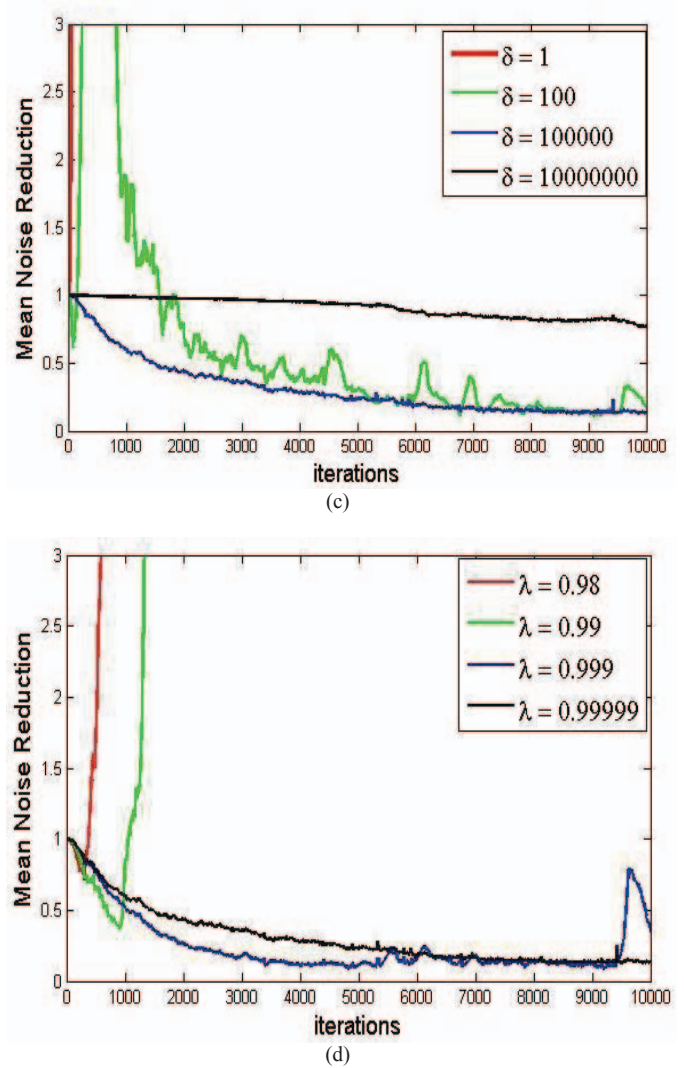 3
2.5
2
1.5
1
0.5
0
Mean Noise Reduction
δ = 1
δ = 100
δ = 100000
δ = 10000000
0 1000 2000 3000 4000 5000 6000 7000 8000 9000 10000
iterations
(c)
3
2.5
2
1.5
1
0.5
0
Mean Noise Reduction
λ = 0.98
λ = 0.99
λ = 0.999
λ = 0.99999
0 1000 2000 3000 4000 5000 6000 7000 8000 9000 10000
iterations
(d)